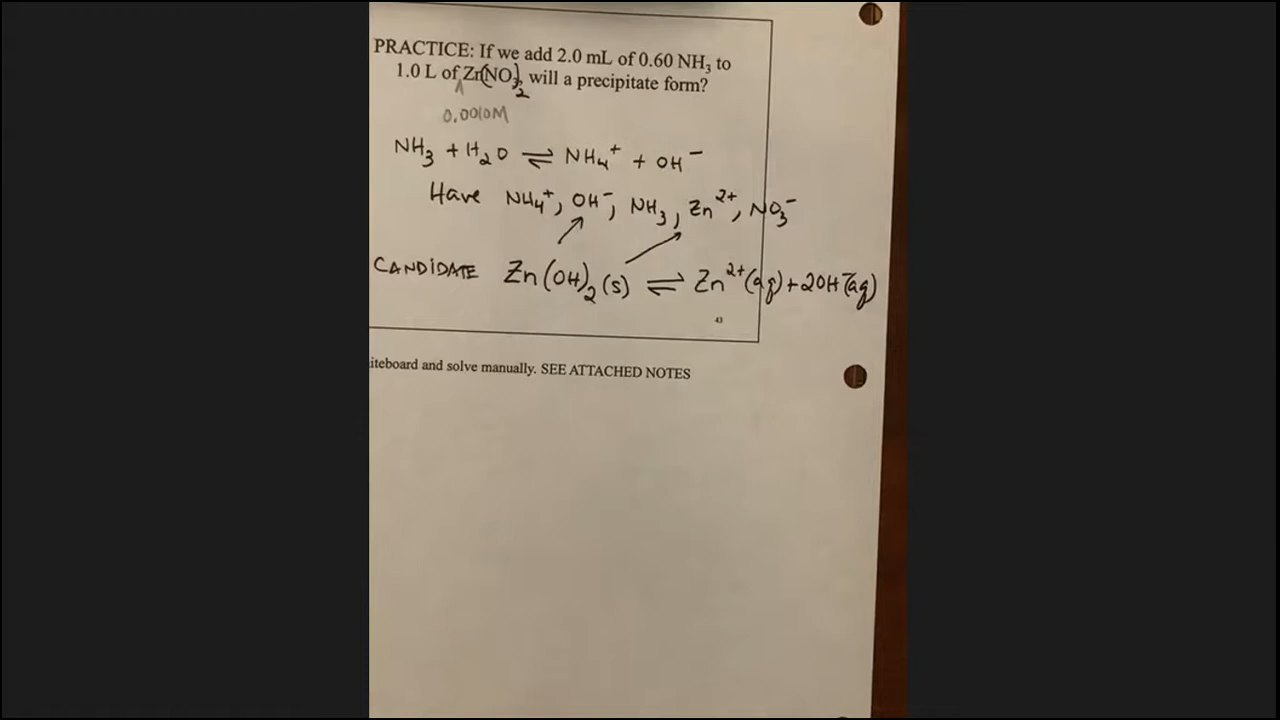 PRACTICE: If we add 2.0 mL of 0.60 NH₃ to
1.0 L of Zn(NO₃)₂, will a precipitate form?
^
0.0010M
NH₃ + H₂O ⇌ NH₄⁺ + OH⁻
Have NH₄⁺, OH⁻, NH₃, Zn²⁺, NO₃⁻
CANDIDATE Zn(OH)₂(s) ⇌ Zn²⁺(aq) + 2OH⁻(aq)
43
iteboard and solve manually. SEE ATTACHED NOTES